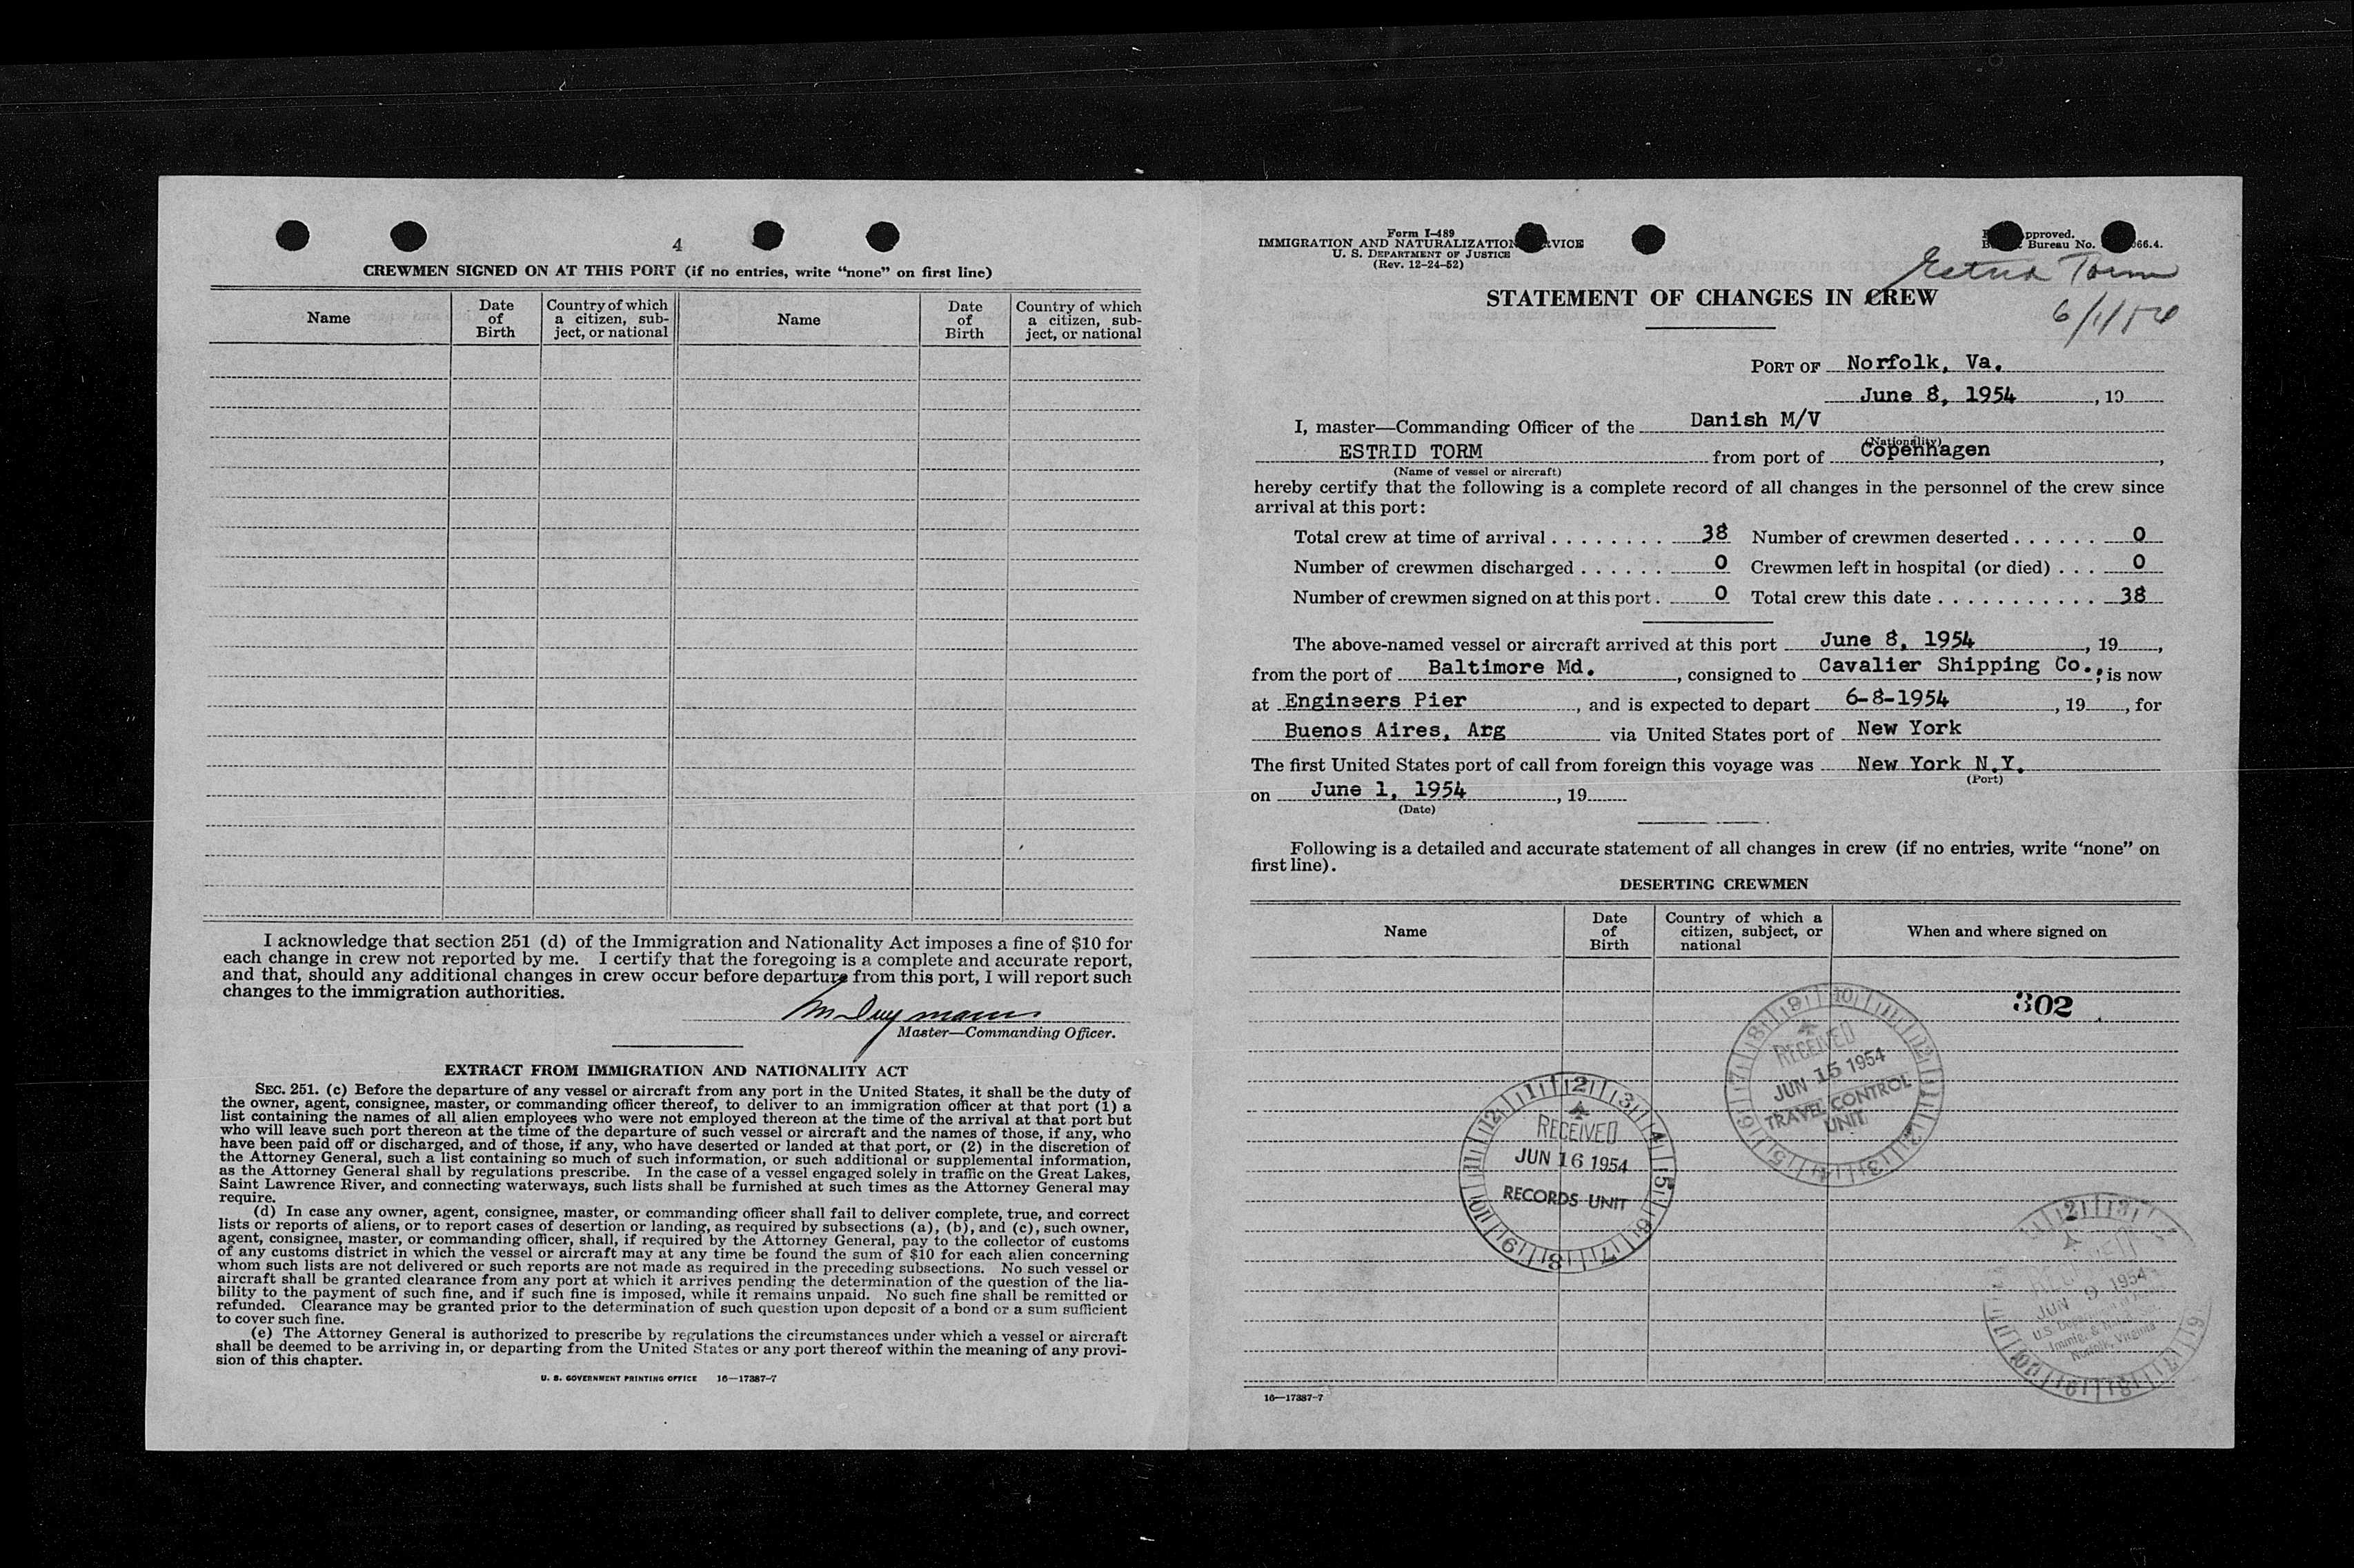 4
CREWMEN SIGNED ON AT THIS PORT (if no entries, write “none” on first line)
Name
Date of Birth
Country of which a citizen, sub-ject, or national
Name
Date of Birth
Country of which a citizen, sub-ject, or national
I acknowledge that section 251 (d) of the Immigration and Nationality Act imposes a fine of $10 for
each change in crew not reported by me. I certify that the foregoing is a complete and accurate report,
and that, should any additional changes in crew occur before departure from this port, I will report such
changes to the immigration authorities.
Master—Commanding Officer.
EXTRACT FROM IMMIGRATION AND NATIONALITY ACT
SEC. 251. (c) Before the departure of any vessel or aircraft from any port in the United States, it shall be the duty of
the owner, agent, consignee, master, or commanding officer thereof, to deliver to an immigration officer at that port (1) a
list containing the names of all alien employees who were not employed thereon at the time of the arrival at that port but
who will leave such port thereon at the time of the departure of such vessel or aircraft and the names of those, if any, who
have been paid off or discharged, and of those, if any, who have deserted or landed at that port, or (2) in the discretion of
the Attorney General, such a list containing so much of such information, or such additional or supplemental information,
as the Attorney General shall by regulations prescribe. In the case of a vessel engaged solely in traffic on the Great Lakes,
Saint Lawrence River, and connecting waterways, such lists shall be furnished at such times as the Attorney General may
require.
(d) In case any owner, agent, consignee, master, or commanding officer shall fail to deliver complete, true, and correct
lists or reports of aliens, or to report cases of desertion or landing, as required by subsections (a), (b), and (c), such owner,
agent, consignee, master, or commanding officer, shall, if required by the Attorney General, pay to the collector of customs
of any customs district in which the vessel or aircraft may at any time be found the sum of $10 for each alien concerning
whom such lists are not delivered or such reports are not made as required in the preceding subsections. No such vessel or
aircraft shall be granted clearance from any port at which it arrives pending the determination of the question of the lia-
bility to the payment of such fine, and if such fine is imposed, while it remains unpaid. No such fine shall be remitted or
refunded. Clearance may be granted prior to the determination of such question upon deposit of a bond or a sum sufficient
to cover such fine.
(e) The Attorney General is authorized to prescribe by regulations the circumstances under which a vessel or aircraft
shall be deemed to be arriving in, or departing from the United States or any port thereof within the meaning of any provi-
sion of this chapter.
U. S. GOVERNMENT PRINTING OFFICE 16—17387-7
Form I-489
IMMIGRATION AND NATURALIZATION RVICE
U. S. DEPARTMENT OF JUSTICE
(Rev. 12-24-52)
pproved.
Bureau No. 066.4.
Estrid Torm
6/1/54
STATEMENT OF CHANGES IN CREW
PORT OF Norfolk, Va.
June 8, 1954, 19
I, master—Commanding Officer of the Danish M/V
(Nationality)
ESTRID TORM from port of Copenhagen,
(Name of vessel or aircraft)
hereby certify that the following is a complete record of all changes in the personnel of the crew since
arrival at this port:
Total crew at time of arrival . . . . . . . . 38 Number of crewmen deserted . . . . . . 0
Number of crewmen discharged . . . . . . 0 Crewmen left in hospital (or died) . . . 0
Number of crewmen signed on at this port . 0 Total crew this date . . . . . . . . . . . . 38
The above-named vessel or aircraft arrived at this port June 8, 1954, 19,
from the port of Baltimore Md., consigned to Cavalier Shipping Co.; is now
at Engineers Pier, and is expected to depart 6-8-1954, 19, for
Buenos Aires, Arg via United States port of New York
The first United States port of call from foreign this voyage was New York N.Y.
(Port)
on June 1, 1954, 19
(Date)
Following is a detailed and accurate statement of all changes in crew (if no entries, write “none” on
first line).
DESERTING CREWMEN
Name
Date of Birth
Country of which a citizen, subject, or national
When and where signed on
302
RECEIVED
JUN 15 1954
TRAVEL CONTROL
UNIT
RECEIVED
JUN 16 1954
RECORDS UNIT
JUN 9 1954
Norfolk, Virginia
16—17387-7